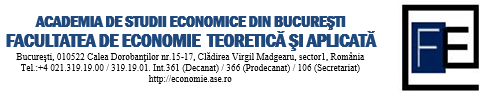 ACADEMIA DE STUDII ECONOMICE DIN BUCUREŞTI
FACULTATEA DE ECONOMIE TEORETICĂ ŞI APLICATĂ
Bucureşti, 010522 Calea Dorobanţilor nr.15-17, Clădirea Virgil Madgearu, sector1, România
Tel.:+4 021.319.19.00 / 319.19.01. Int.361 (Decanat) / 366 (Prodecanat) / 106 (Secretariat)
http://economie.ase.ro
FE